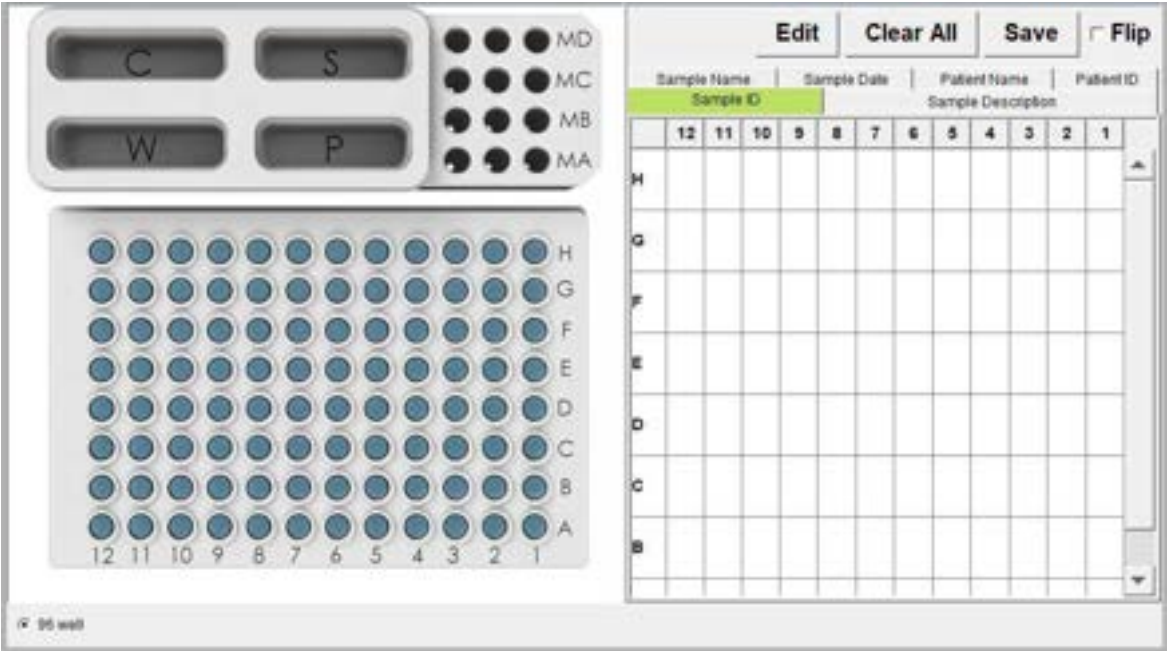 C S MD
MC
MB
W P MA
H
G
F
E
D
C
B
A
12 11 10 9 8 7 6 5 4 3 2 1
Edit Clear All Save Flip
Sample Name Sample Date Patient Name Patient ID
Sample ID Sample Description
12 11 10 9 8 7 6 5 4 3 2 1
H
G
F
E
D
C
B
96 well